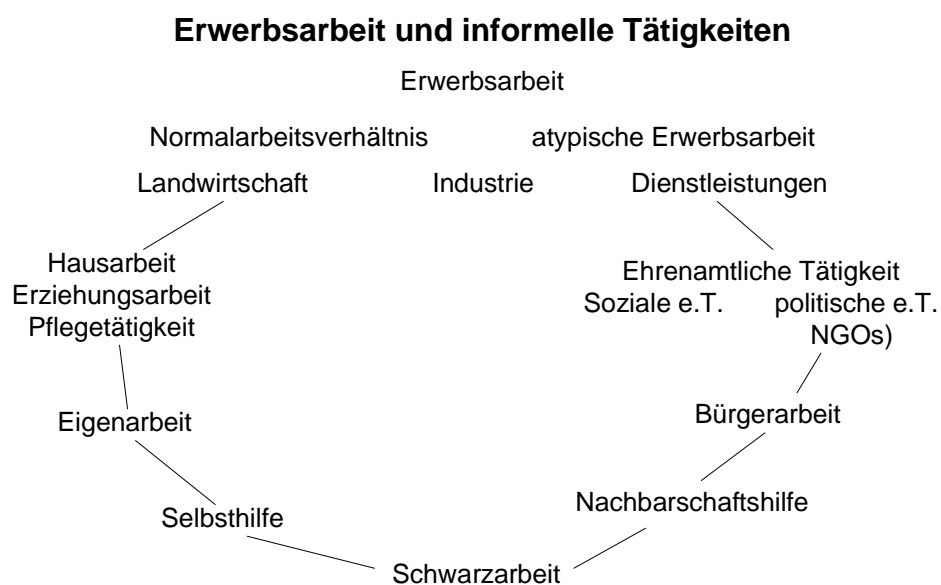 Erwerbsarbeit und informelle Tätigkeiten
Erwerbsarbeit
Normalarbeitsverhältnis atypische Erwerbsarbeit
Landwirtschaft Industrie Dienstleistungen
Hausarbeit
Erziehungsarbeit
Pflegetätigkeit
Ehrenamtliche Tätigkeit
Soziale e.T. politische e.T.
NGOs)
Eigenarbeit
Bürgerarbeit
Selbsthilfe
Nachbarschaftshilfe
Schwarzarbeit